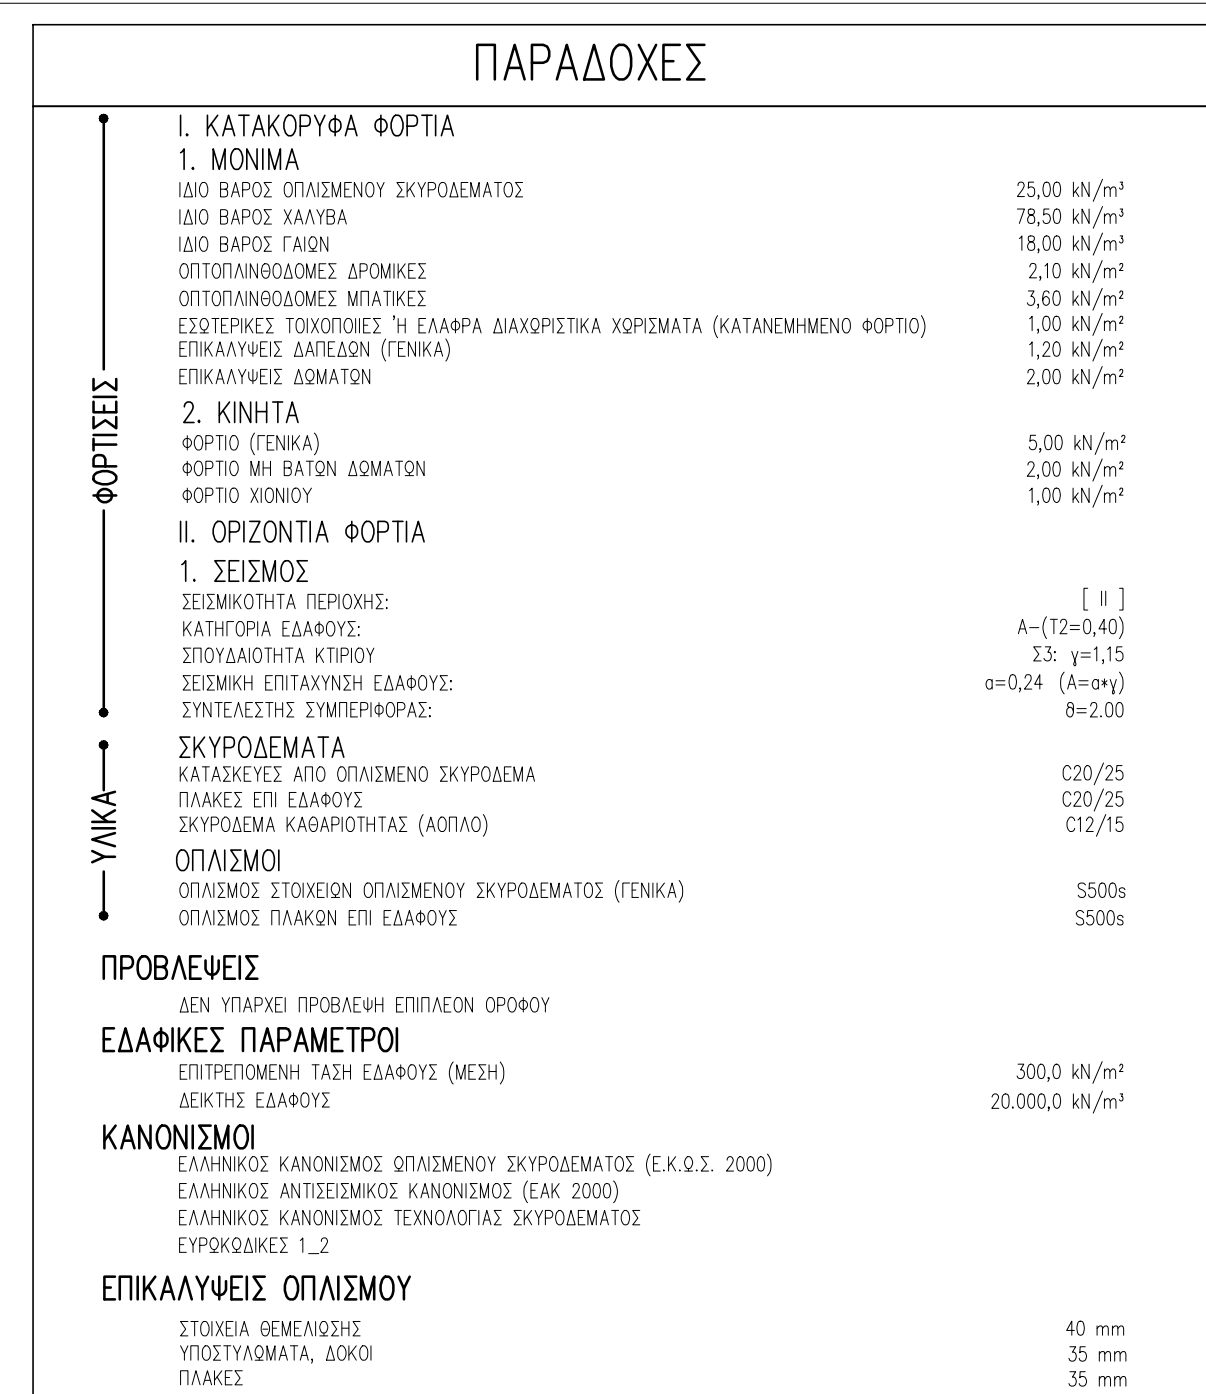 ΠΑΡΑΔΟΧΕΣ
ΦΟΡΤΙΣΕΙΣ
Ι. ΚΑΤΑΚΟΡΥΦΑ ΦΟΡΤΙΑ
1. ΜΟΝΙΜΑ
ΙΔΙΟ ΒΑΡΟΣ ΟΠΛΙΣΜΕΝΟΥ ΣΚΥΡΟΔΕΜΑΤΟΣ 25,00 kN/m³
ΙΔΙΟ ΒΑΡΟΣ ΧΑΛΥΒΑ 78,50 kN/m³
ΙΔΙΟ ΒΑΡΟΣ ΓΑΙΩΝ 18,00 kN/m³
ΟΠΤΟΠΛΙΝΘΟΔΟΜΕΣ ΔΡΟΜΙΚΕΣ 2,10 kN/m²
ΟΠΤΟΠΛΙΝΘΟΔΟΜΕΣ ΜΠΑΤΙΚΕΣ 3,60 kN/m²
ΕΣΩΤΕΡΙΚΕΣ ΤΟΙΧΟΠΟΙΙΕΣ 'Η ΕΛΑΦΡΑ ΔΙΑΧΩΡΙΣΤΙΚΑ ΧΩΡΙΣΜΑΤΑ (ΚΑΤΑΝΕΜΗΜΕΝΟ ΦΟΡΤΙΟ) 1,00 kN/m²
ΕΠΙΚΑΛΥΨΕΙΣ ΔΑΠΕΔΩΝ (ΓΕΝΙΚΑ) 1,20 kN/m²
ΕΠΙΚΑΛΥΨΕΙΣ ΔΩΜΑΤΩΝ 2,00 kN/m²
2. ΚΙΝΗΤΑ
ΦΟΡΤΙΟ (ΓΕΝΙΚΑ) 5,00 kN/m²
ΦΟΡΤΙΟ ΜΗ ΒΑΤΩΝ ΔΩΜΑΤΩΝ 2,00 kN/m²
ΦΟΡΤΙΟ ΧΙΟΝΙΟΥ 1,00 kN/m²
ΙΙ. ΟΡΙΖΟΝΤΙΑ ΦΟΡΤΙΑ
1. ΣΕΙΣΜΟΣ
ΣΕΙΣΜΙΚΟΤΗΤΑ ΠΕΡΙΟΧΗΣ: [ ΙΙ ]
ΚΑΤΗΓΟΡΙΑ ΕΔΑΦΟΥΣ: Α-(Τ2=0,40)
ΣΠΟΥΔΑΙΟΤΗΤΑ ΚΤΙΡΙΟΥ Σ3: γ=1,15
ΣΕΙΣΜΙΚΗ ΕΠΙΤΑΧΥΝΣΗ ΕΔΑΦΟΥΣ: α=0,24 (Α=α*γ)
ΣΥΝΤΕΛΕΣΤΗΣ ΣΥΜΠΕΡΙΦΟΡΑΣ: θ=2.00
ΥΛΙΚΑ
ΣΚΥΡΟΔΕΜΑΤΑ
ΚΑΤΑΣΚΕΥΕΣ ΑΠΟ ΟΠΛΙΣΜΕΝΟ ΣΚΥΡΟΔΕΜΑ C20/25
ΠΛΑΚΕΣ ΕΠΙ ΕΔΑΦΟΥΣ C20/25
ΣΚΥΡΟΔΕΜΑ ΚΑΘΑΡΙΟΤΗΤΑΣ (ΑΟΠΛΟ) C12/15
ΟΠΛΙΣΜΟΙ
ΟΠΛΙΣΜΟΣ ΣΤΟΙΧΕΙΩΝ ΟΠΛΙΣΜΕΝΟΥ ΣΚΥΡΟΔΕΜΑΤΟΣ (ΓΕΝΙΚΑ) S500s
ΟΠΛΙΣΜΟΣ ΠΛΑΚΩΝ ΕΠΙ ΕΔΑΦΟΥΣ S500s
ΠΡΟΒΛΕΨΕΙΣ
ΔΕΝ ΥΠΑΡΧΕΙ ΠΡΟΒΛΕΨΗ ΕΠΙΠΛΕΟΝ ΟΡΟΦΟΥ
ΕΔΑΦΙΚΕΣ ΠΑΡΑΜΕΤΡΟΙ
ΕΠΙΤΡΕΠΟΜΕΝΗ ΤΑΣΗ ΕΔΑΦΟΥΣ (ΜΕΣΗ) 300,0 kN/m²
ΔΕΙΚΤΗΣ ΕΔΑΦΟΥΣ 20.000,0 kN/m³
ΚΑΝΟΝΙΣΜΟΙ
ΕΛΛΗΝΙΚΟΣ ΚΑΝΟΝΙΣΜΟΣ ΩΠΛΙΣΜΕΝΟΥ ΣΚΥΡΟΔΕΜΑΤΟΣ (Ε.Κ.Ω.Σ. 2000)
ΕΛΛΗΝΙΚΟΣ ΑΝΤΙΣΕΙΣΜΙΚΟΣ ΚΑΝΟΝΙΣΜΟΣ (ΕΑΚ 2000)
ΕΛΛΗΝΙΚΟΣ ΚΑΝΟΝΙΣΜΟΣ ΤΕΧΝΟΛΟΓΙΑΣ ΣΚΥΡΟΔΕΜΑΤΟΣ
ΕΥΡΩΚΩΔΙΚΕΣ 1_2
ΕΠΙΚΑΛΥΨΕΙΣ ΟΠΛΙΣΜΟΥ
ΣΤΟΙΧΕΙΑ ΘΕΜΕΛΙΩΣΗΣ 40 mm
ΥΠΟΣΤΥΛΩΜΑΤΑ, ΔΟΚΟΙ 35 mm
ΠΛΑΚΕΣ 35 mm